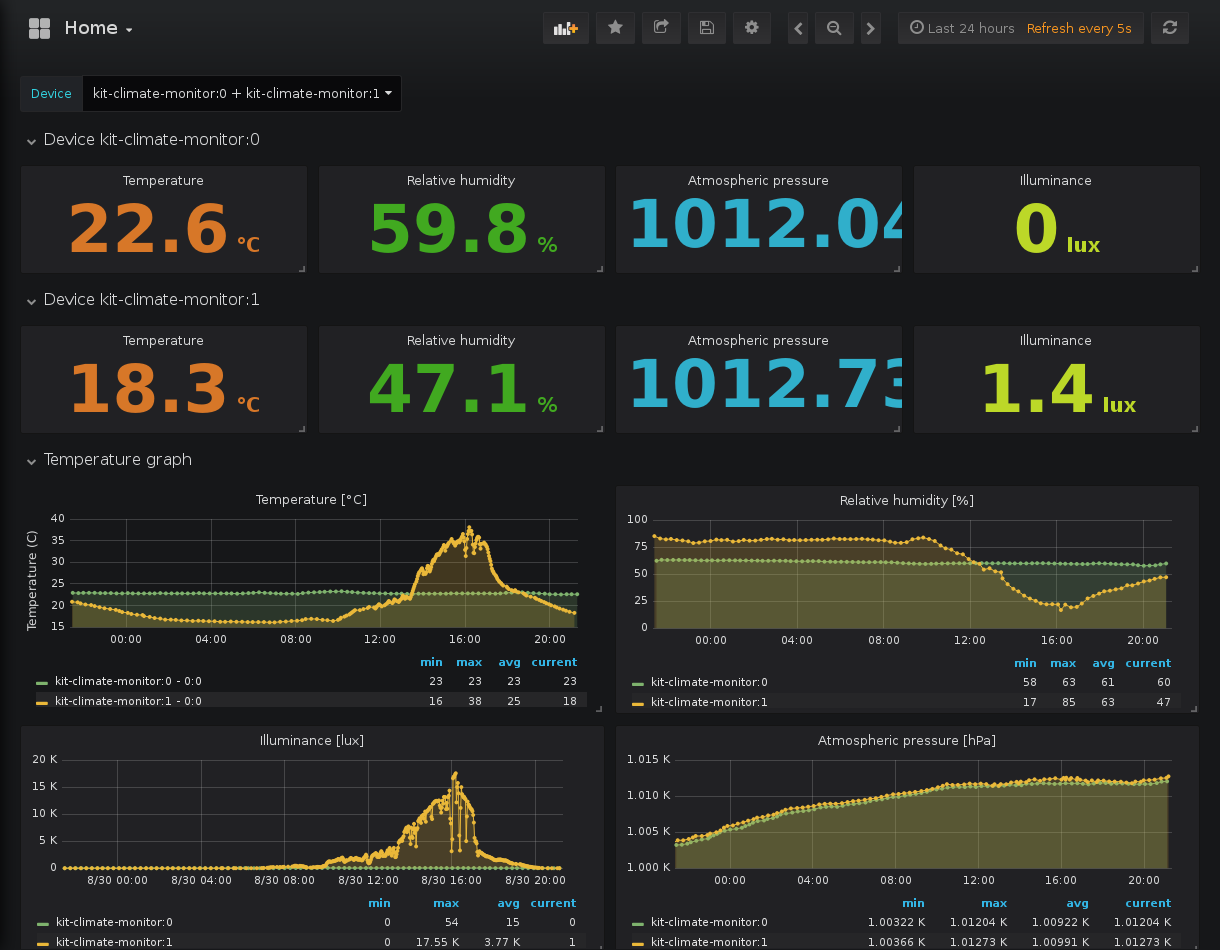 Home
Last 24 hours Refresh every 5s
Device kit-climate-monitor:0 + kit-climate-monitor:1
Device kit-climate-monitor:0
Temperature Relative humidity Atmospheric pressure Illuminance
22.6 °C 59.8 % 1012.04 0 lux
Device kit-climate-monitor:1
Temperature Relative humidity Atmospheric pressure Illuminance
18.3 °C 47.1 % 1012.73 1.4 lux
Temperature graph
Temperature [°C]
Temperature (C)
40
35
30
25
20
15
00:00 04:00 08:00 12:00 16:00 20:00
min max avg current
kit-climate-monitor:0 - 0:0 23 23 23 23
kit-climate-monitor:1 - 0:0 16 38 25 18
Relative humidity [%]
100
75
50
25
0
00:00 04:00 08:00 12:00 16:00 20:00
min max avg current
kit-climate-monitor:0 58 63 61 60
kit-climate-monitor:1 17 85 63 47
Illuminance [lux]
20 K
15 K
10 K
5 K
0
8/30 00:00 8/30 04:00 8/30 08:00 8/30 12:00 8/30 16:00 8/30 20:00
min max avg current
kit-climate-monitor:0 0 54 15 0
kit-climate-monitor:1 0 17.55 K 3.77 K 1
Atmospheric pressure [hPa]
1.015 K
1.010 K
1.005 K
1.000 K
00:00 04:00 08:00 12:00 16:00 20:00
min max avg current
kit-climate-monitor:0 1.00322 K 1.01204 K 1.00922 K 1.01204 K
kit-climate-monitor:1 1.00366 K 1.01273 K 1.00991 K 1.01273 K